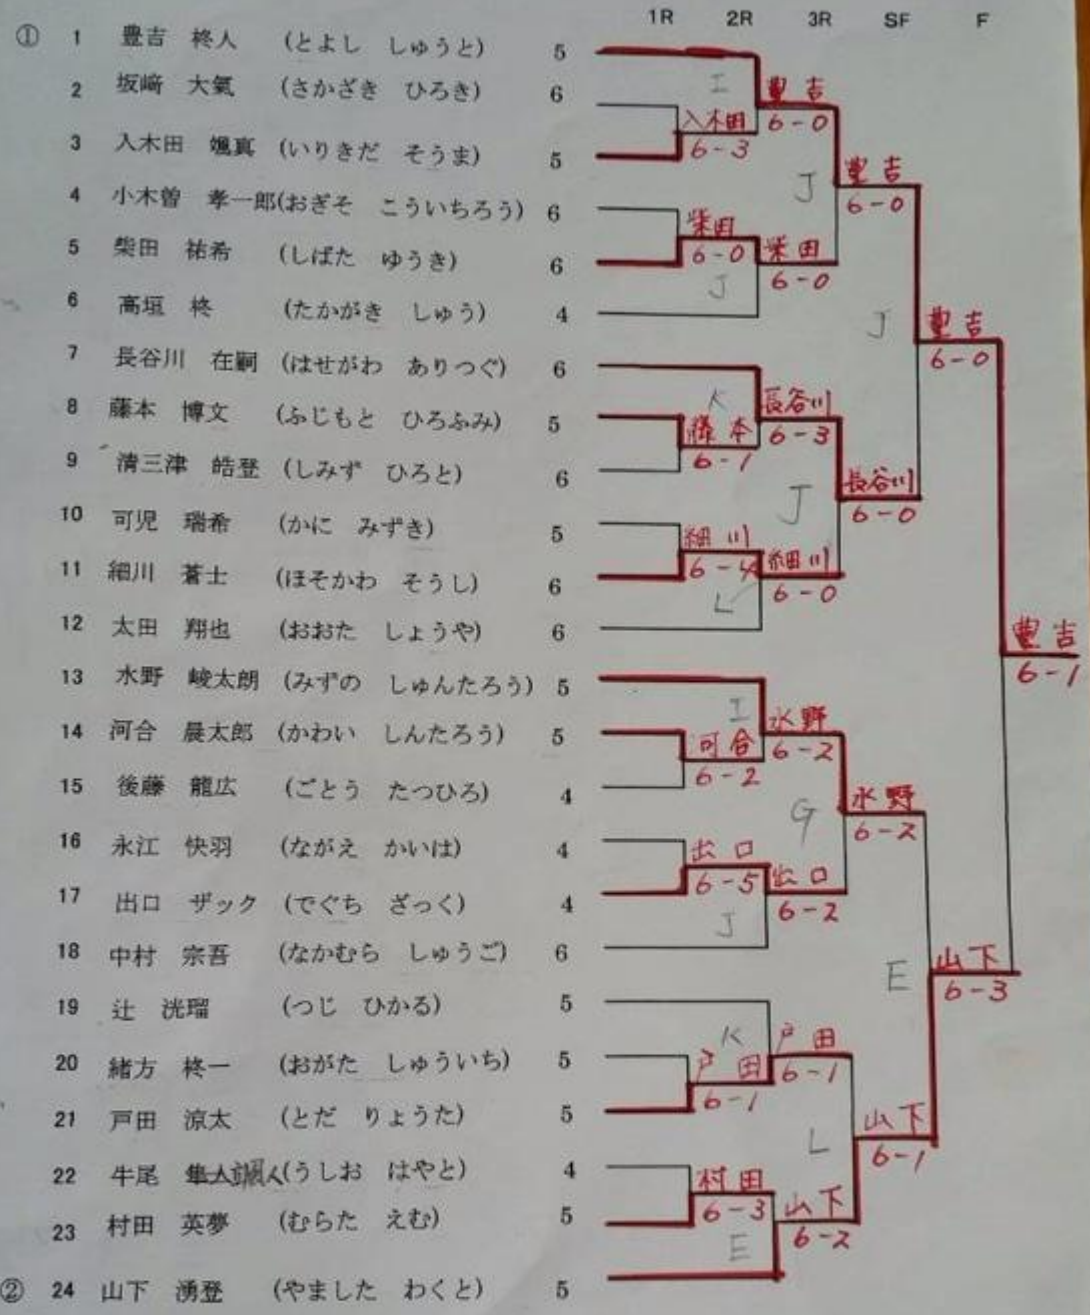 1R 2R 3R SF F
① 1 豊吉 柊人 (とよし しゅうと) 5
2 坂﨑 大氣 (さかざき ひろき) 6
I 豊吉
入木田 6-0
3 入木田 颯真 (いりきだ そうま) 5
6-3
J 豊吉
4 小木曽 孝一郎(おぎそ こういちろう) 6
6-0
柴田
5 柴田 祐希 (しばた ゆうき) 6
6-0 柴田
6-0
J
6 高垣 柊 (たかがき しゅう) 4
J 豊吉
6-0
7 長谷川 在嗣 (はせがわ ありつぐ) 6
8 藤本 博文 (ふじもと ひろふみ) 5
K 長谷川
藤本 6-3
6-1
9 清三津 皓登 (しみず ひろと) 6
J 長谷川
6-0
10 可児 瑞希 (かに みずき) 5
細川
11 細川 蒼士 (ほそかわ そうし) 6
6-4 細川
6-0
L
12 太田 翔也 (おおた しょうや) 6
豊吉
6-1
13 水野 峻太朗 (みずの しゅんたろう) 5
I 水野
14 河合 晨太郎 (かわい しんたろう) 5
可合 6-2
6-2
15 後藤 龍広 (ごとう たつひろ) 4
G 水野
6-2
16 永江 快羽 (ながえ かいは) 4
出口
17 出口 ザック (でぐち ざっく) 4
6-5 出口
6-2
J
18 中村 宗吾 (なかむら しゅうご) 6
E 山下
6-3
19 辻 洸瑠 (つじ ひかる) 5
K 戸田
20 緒方 柊一 (おがた しゅういち) 5
戸田 6-1
6-1
21 戸田 涼太 (とだ りょうた) 5
L 山下
6-1
22 牛尾 隼人颯人(うしお はやと) 4
村田
23 村田 英夢 (むらた えむ) 5
6-3 山下
6-2
E
② 24 山下 湧登 (やました わくと) 5